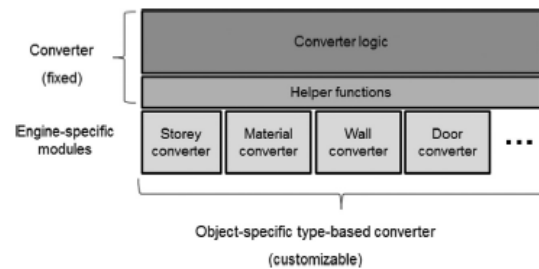 Converter logic
Converter
(fixed)
Helper functions
Engine-specific
modules
Storey
converter
Material
converter
Wall
converter
Door
converter
...
Object-specific type-based converter
(customizable)